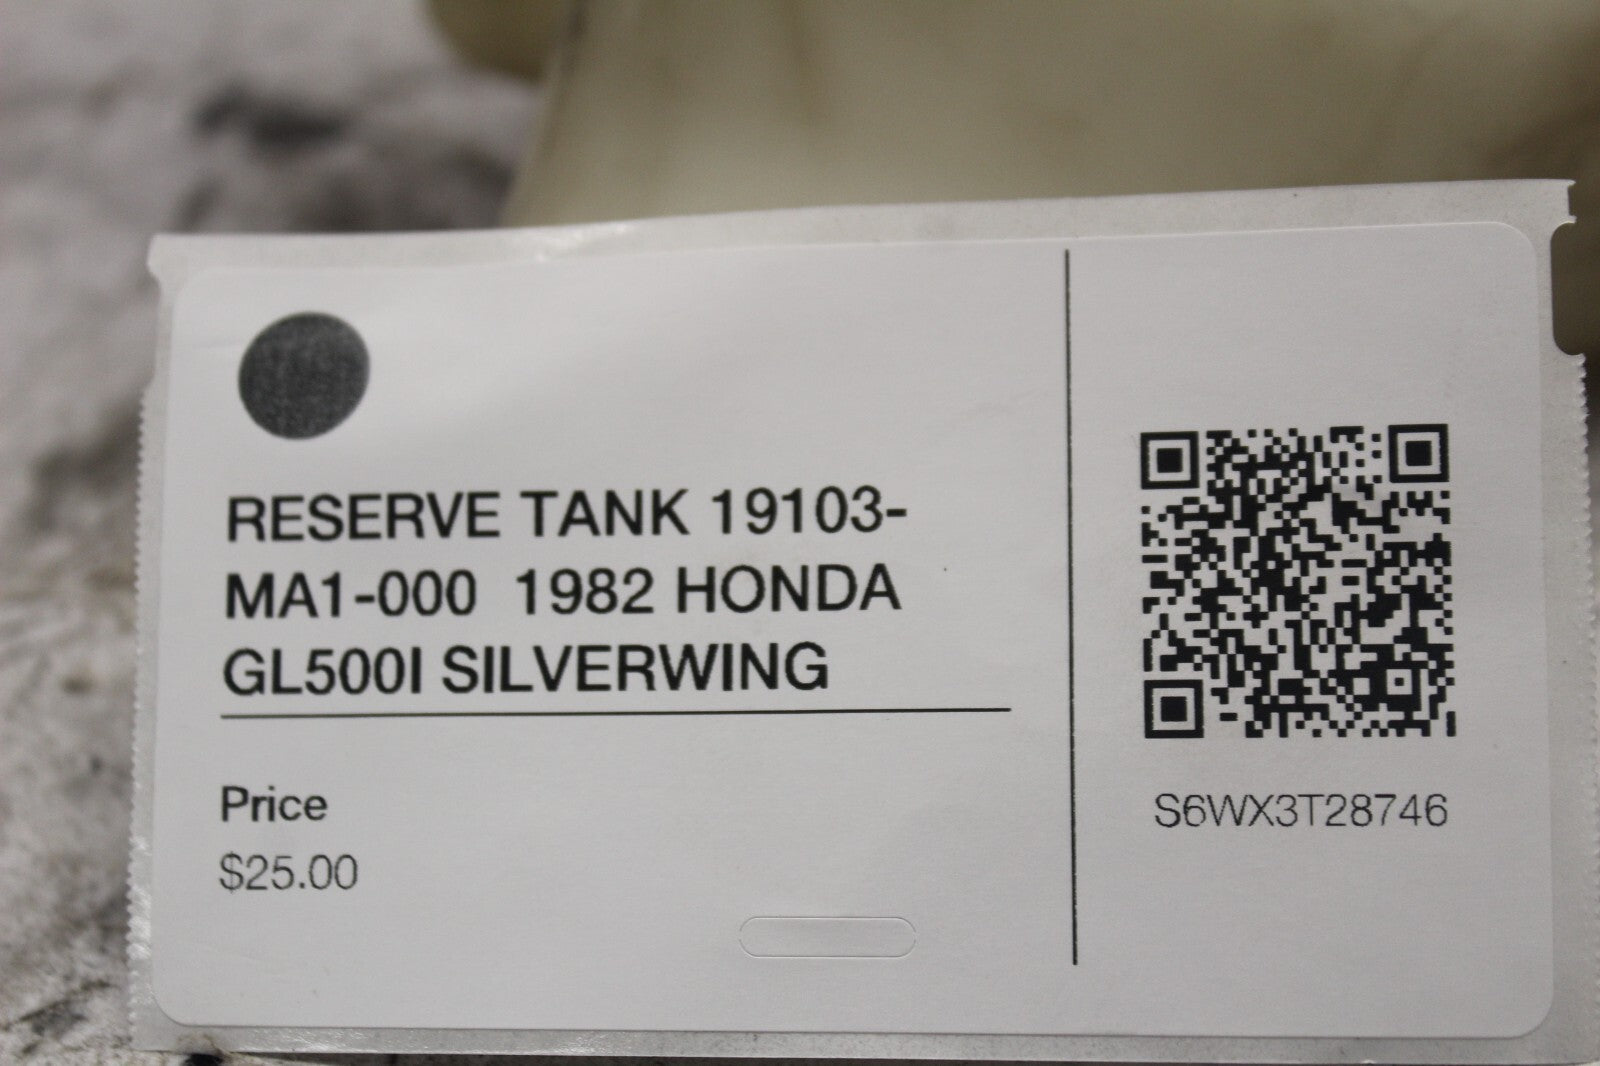 RESERVE TANK 19103-
MA1-000  1982 HONDA
GL500I SILVERWING
Price
$25.00
S6WX3T28746